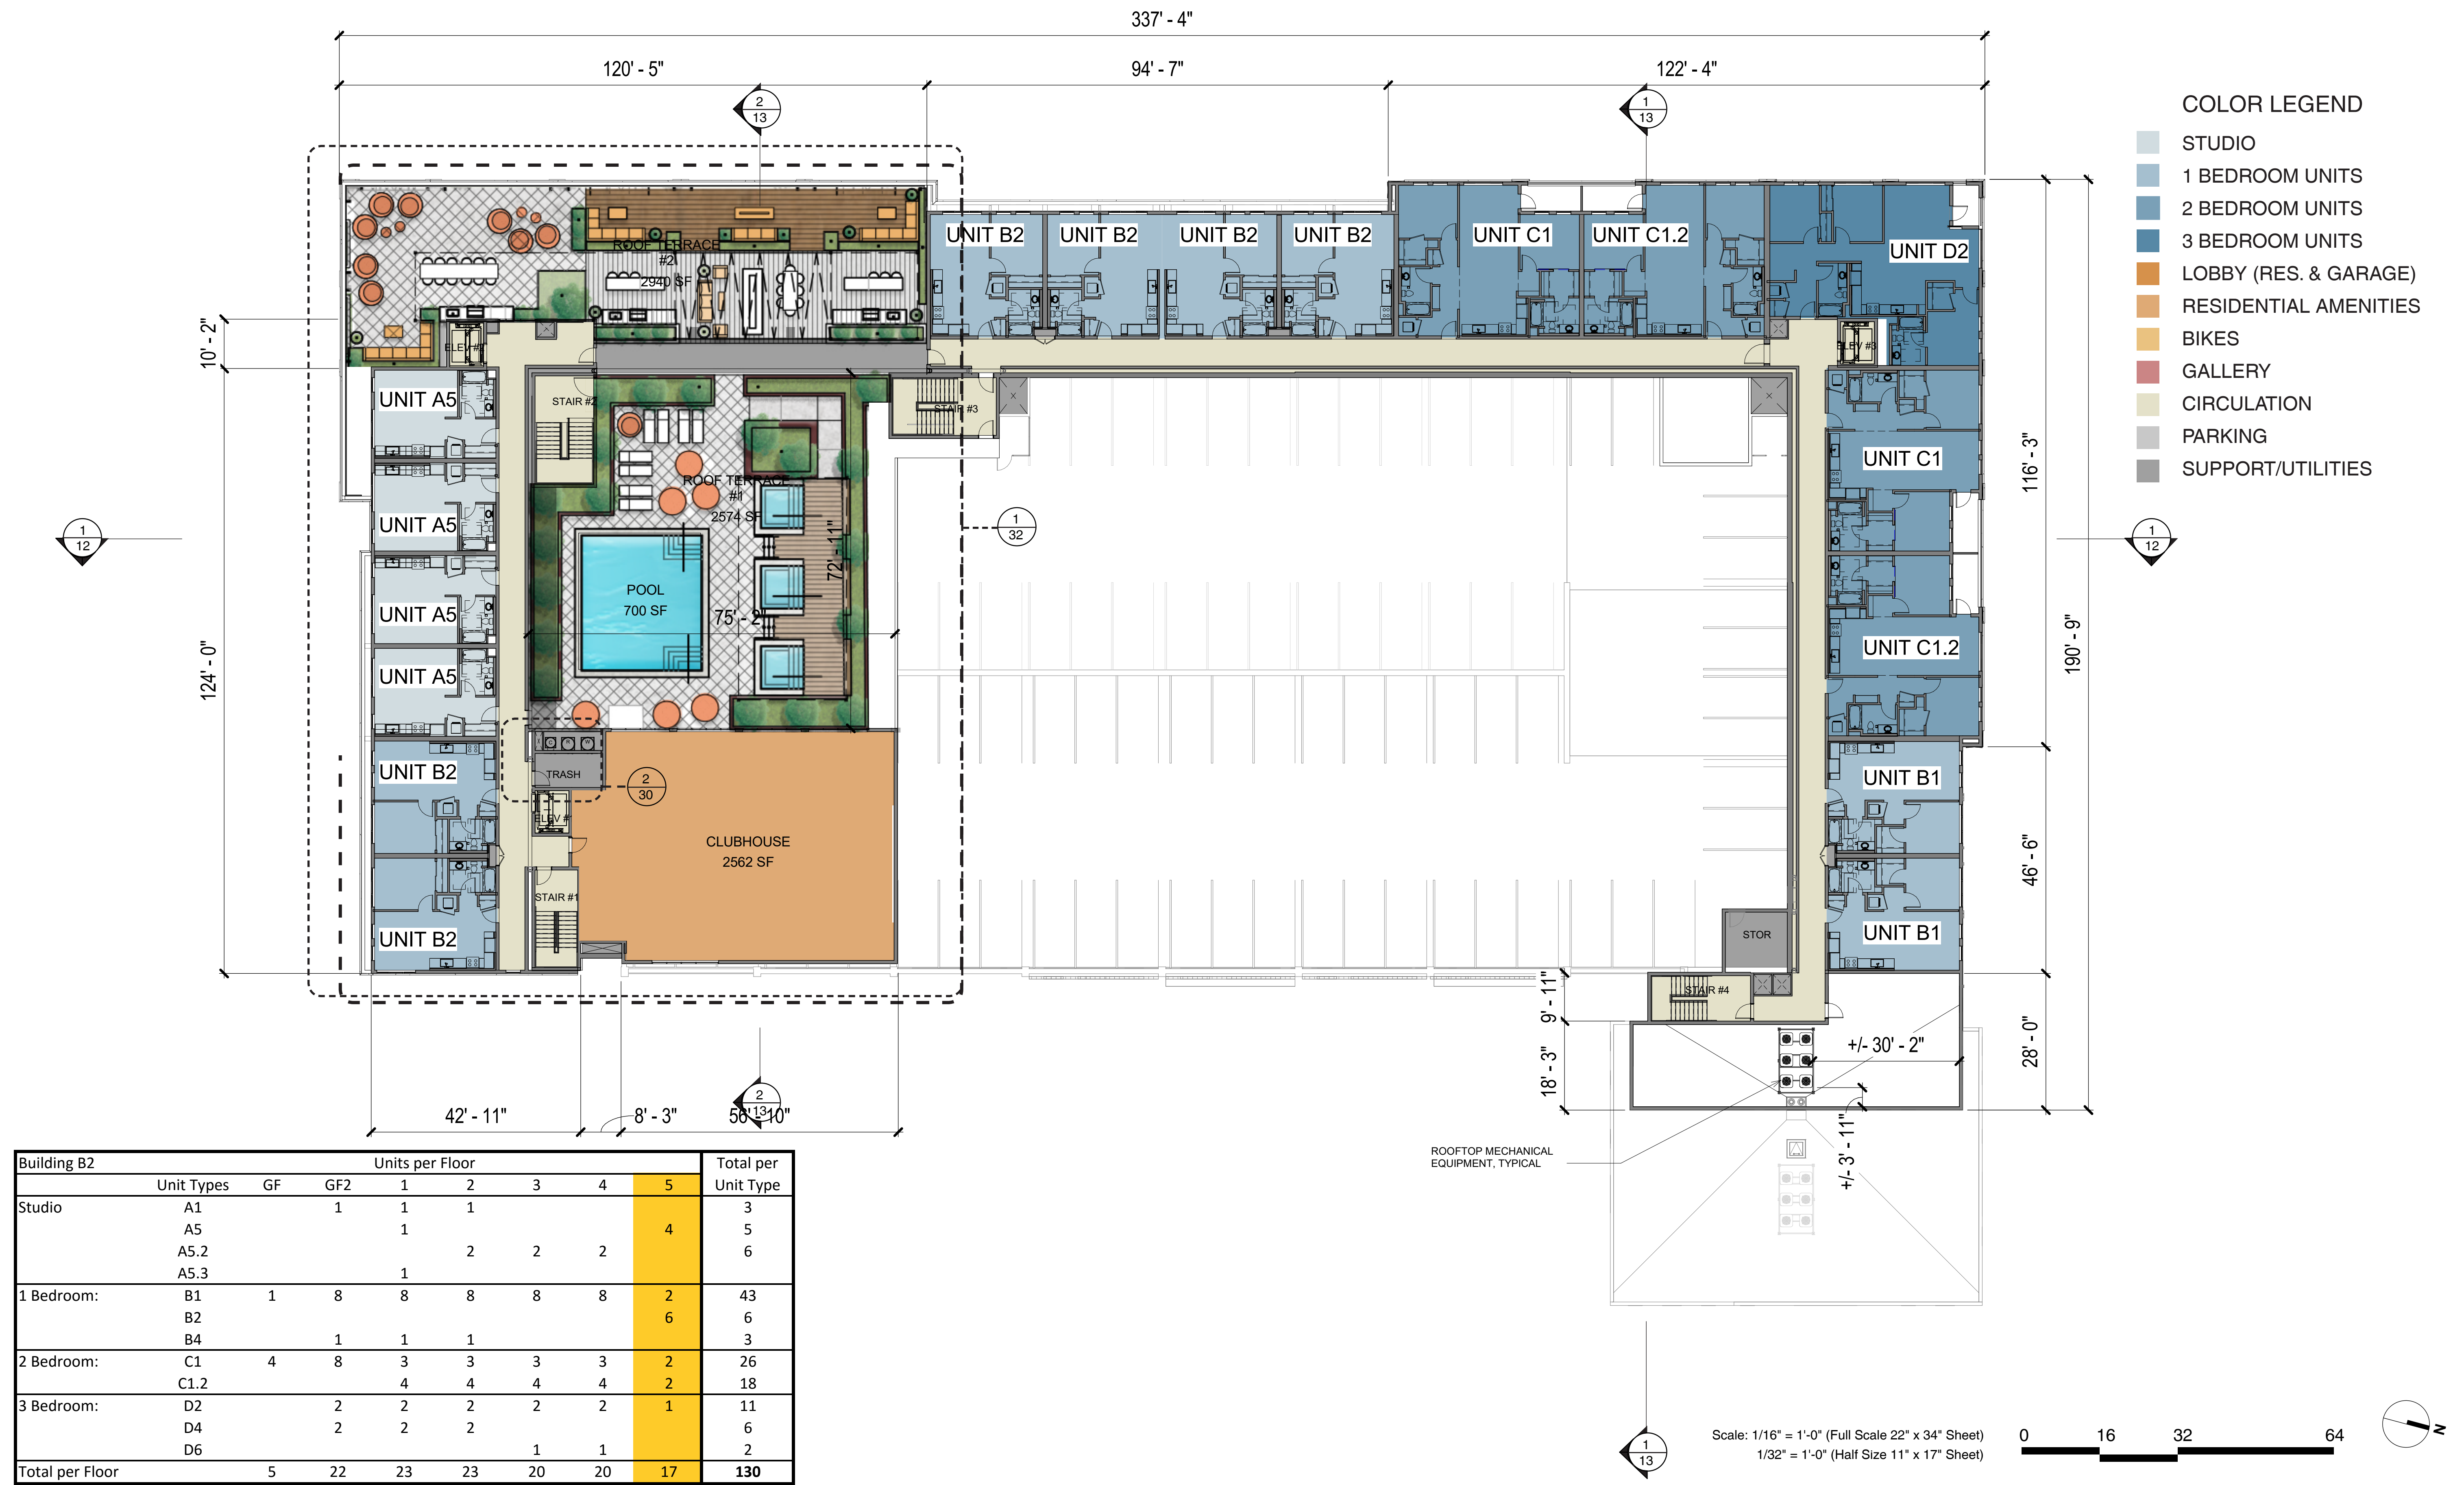 337' - 4"
120' - 5"
94' - 7"
122' - 4"
2
13
1
13
COLOR LEGEND
STUDIO
1 BEDROOM UNITS
2 BEDROOM UNITS
3 BEDROOM UNITS
LOBBY (RES. & GARAGE)
RESIDENTIAL AMENITIES
BIKES
GALLERY
CIRCULATION
PARKING
SUPPORT/UTILITIES
ROOF TERRACE
#2
2940 SF
UNIT B2
UNIT B2
UNIT B2
UNIT B2
UNIT C1
UNIT C1.2
UNIT D2
10' - 2"
ELEV #
ELEV #3
STAIR #2
STAIR #3
UNIT A5
UNIT A5
UNIT A5
UNIT A5
UNIT B2
UNIT B2
124' - 0"
1
12
ROOF TERRACE
#1
2574 SF
72' - 11"
POOL
700 SF
75' - 2"
1
32
UNIT C1
UNIT C1.2
UNIT B1
UNIT B1
116' - 3"
190' - 9"
46' - 6"
28' - 0"
1
12
TRASH
2
30
ELEV #
CLUBHOUSE
2562 SF
STAIR #1
STOR
STAIR #4
9' - 11"
18' - 3"
+/- 30' - 2"
+/- 3' - 11"
42' - 11"
8' - 3"
56' - 10"
2
13
ROOFTOP MECHANICAL
EQUIPMENT, TYPICAL
Building B2 Units per Floor Total per
Unit Types GF GF2 1 2 3 4 5 Unit Type
Studio A1 1 1 1 3
A5 1 4 5
A5.2 2 2 2 6
A5.3 1
1 Bedroom: B1 1 8 8 8 8 8 2 43
B2 6 6
B4 1 1 1 3
2 Bedroom: C1 4 8 3 3 3 3 2 26
C1.2 4 4 4 4 2 18
3 Bedroom: D2 2 2 2 2 2 1 11
D4 2 2 2 6
D6 1 1 2
Total per Floor 5 22 23 23 20 20 17 130
1
13
Scale: 1/16" = 1'-0" (Full Scale 22" x 34" Sheet)
1/32" = 1'-0" (Half Size 11" x 17" Sheet)
0 16 32 64
N